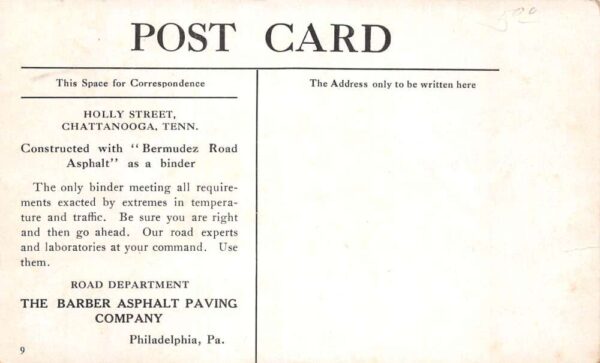 5.00
POST CARD
This Space for Correspondence
The Address only to be written here
HOLLY STREET,
CHATTANOOGA, TENN.
Constructed with "Bermudez Road
Asphalt" as a binder
The only binder meeting all require-
ments exacted by extremes in tempera-
ture and traffic. Be sure you are right
and then go ahead. Our road experts
and laboratories at your command. Use
them.
ROAD DEPARTMENT
THE BARBER ASPHALT PAVING
COMPANY
Philadelphia, Pa.
9